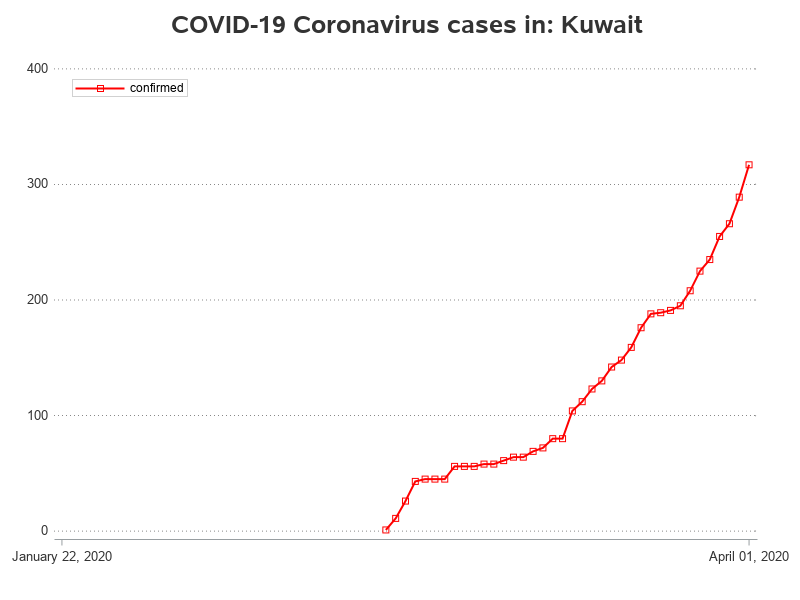 COVID-19 Coronavirus cases in: Kuwait
400
confirmed
300
200
100
0
January 22, 2020
April 01, 2020